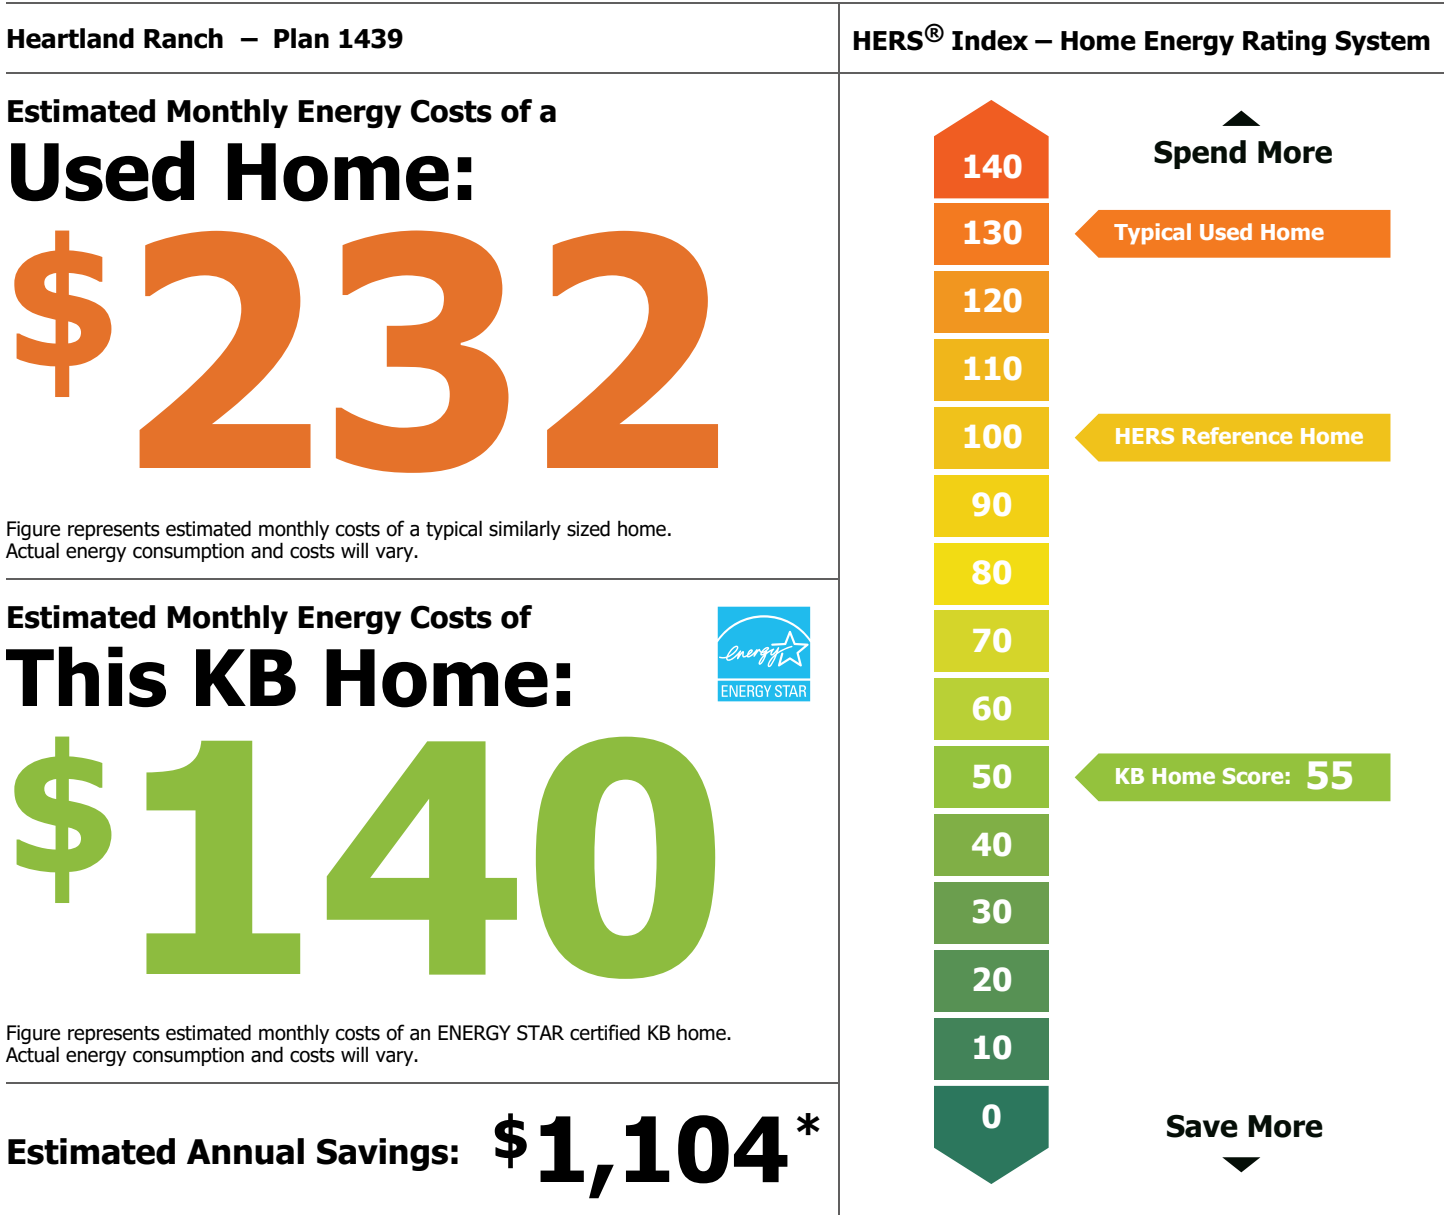 Heartland Ranch – Plan 1439
Estimated Monthly Energy Costs of a
Used Home:
$232
Figure represents estimated monthly costs of a typical similarly sized home.
Actual energy consumption and costs will vary.
Estimated Monthly Energy Costs of
This KB Home:
energy
ENERGY STAR
$140
Figure represents estimated monthly costs of an ENERGY STAR certified KB home.
Actual energy consumption and costs will vary.
Estimated Annual Savings: $1,104*
HERS® Index – Home Energy Rating System
Spend More
140
130 Typical Used Home
120
110
100 HERS Reference Home
90
80
70
60
50 KB Home Score: 55
40
30
20
10
0
Save More